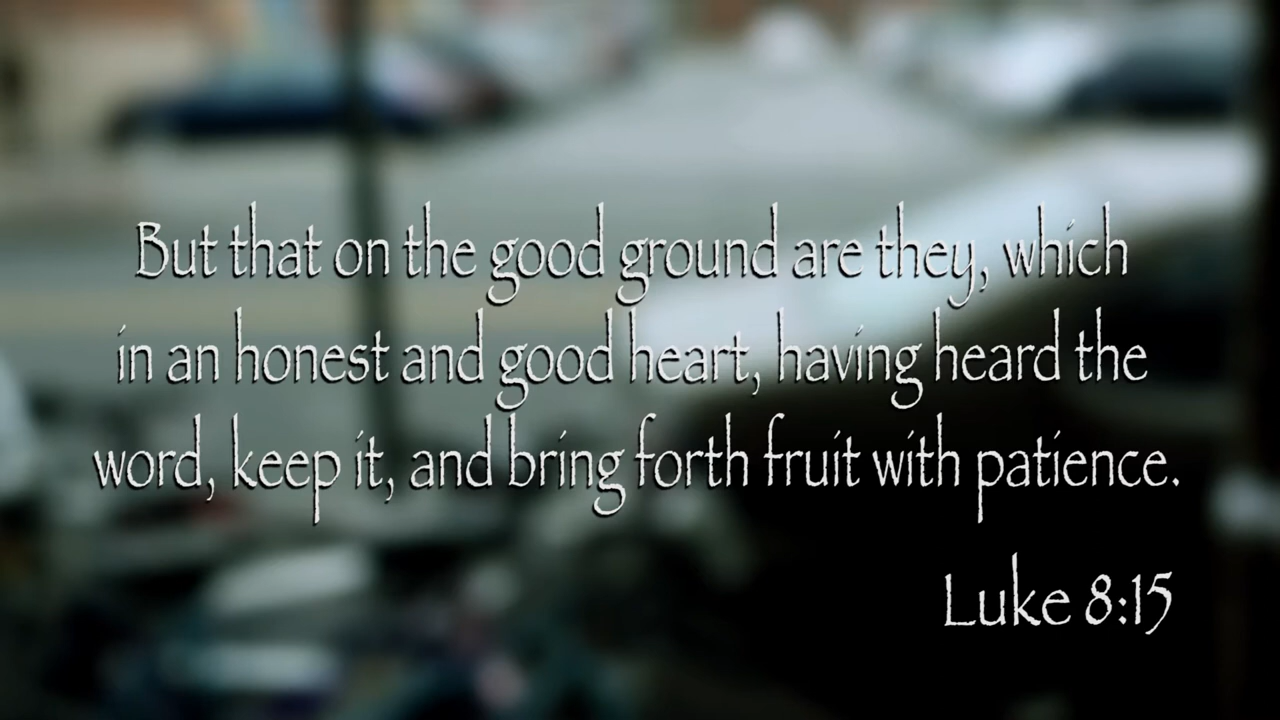 But that on the good ground are they, which
in an honest and good heart, having heard the
word, keep it, and bring forth fruit with patience.
Luke 8:15